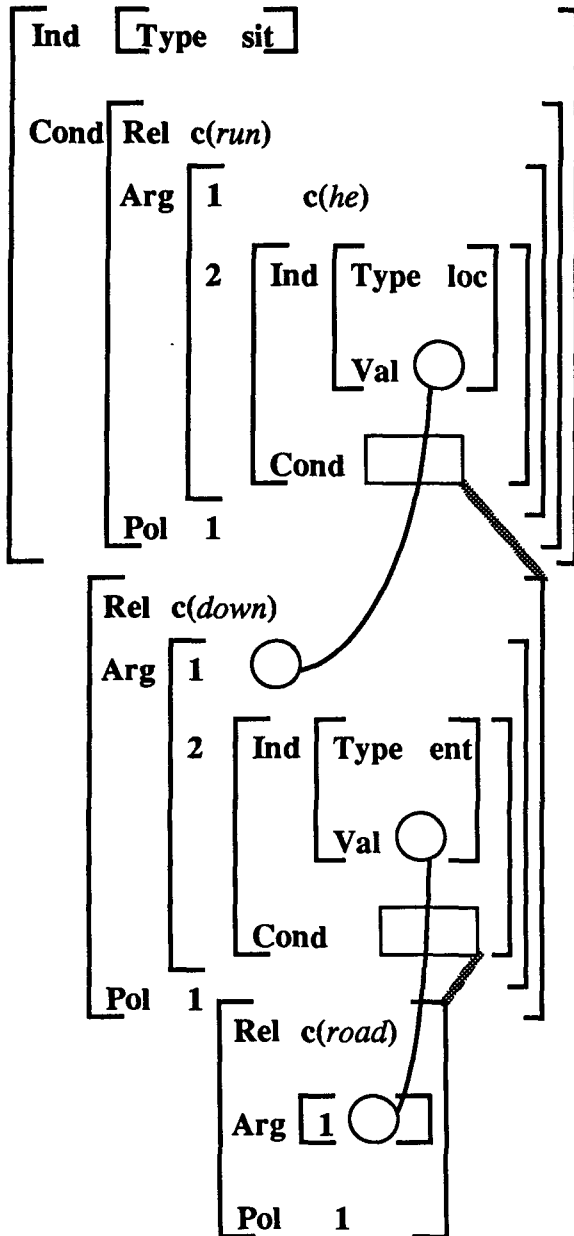 Ind Type sit
Cond Rel c(run)
Arg 1 c(he)
2 Ind Type loc
Val
Cond
Pol 1
Rel c(down)
Arg 1
2 Ind Type ent
Val
Cond
Pol 1
Rel c(road)
Arg 1
Pol 1